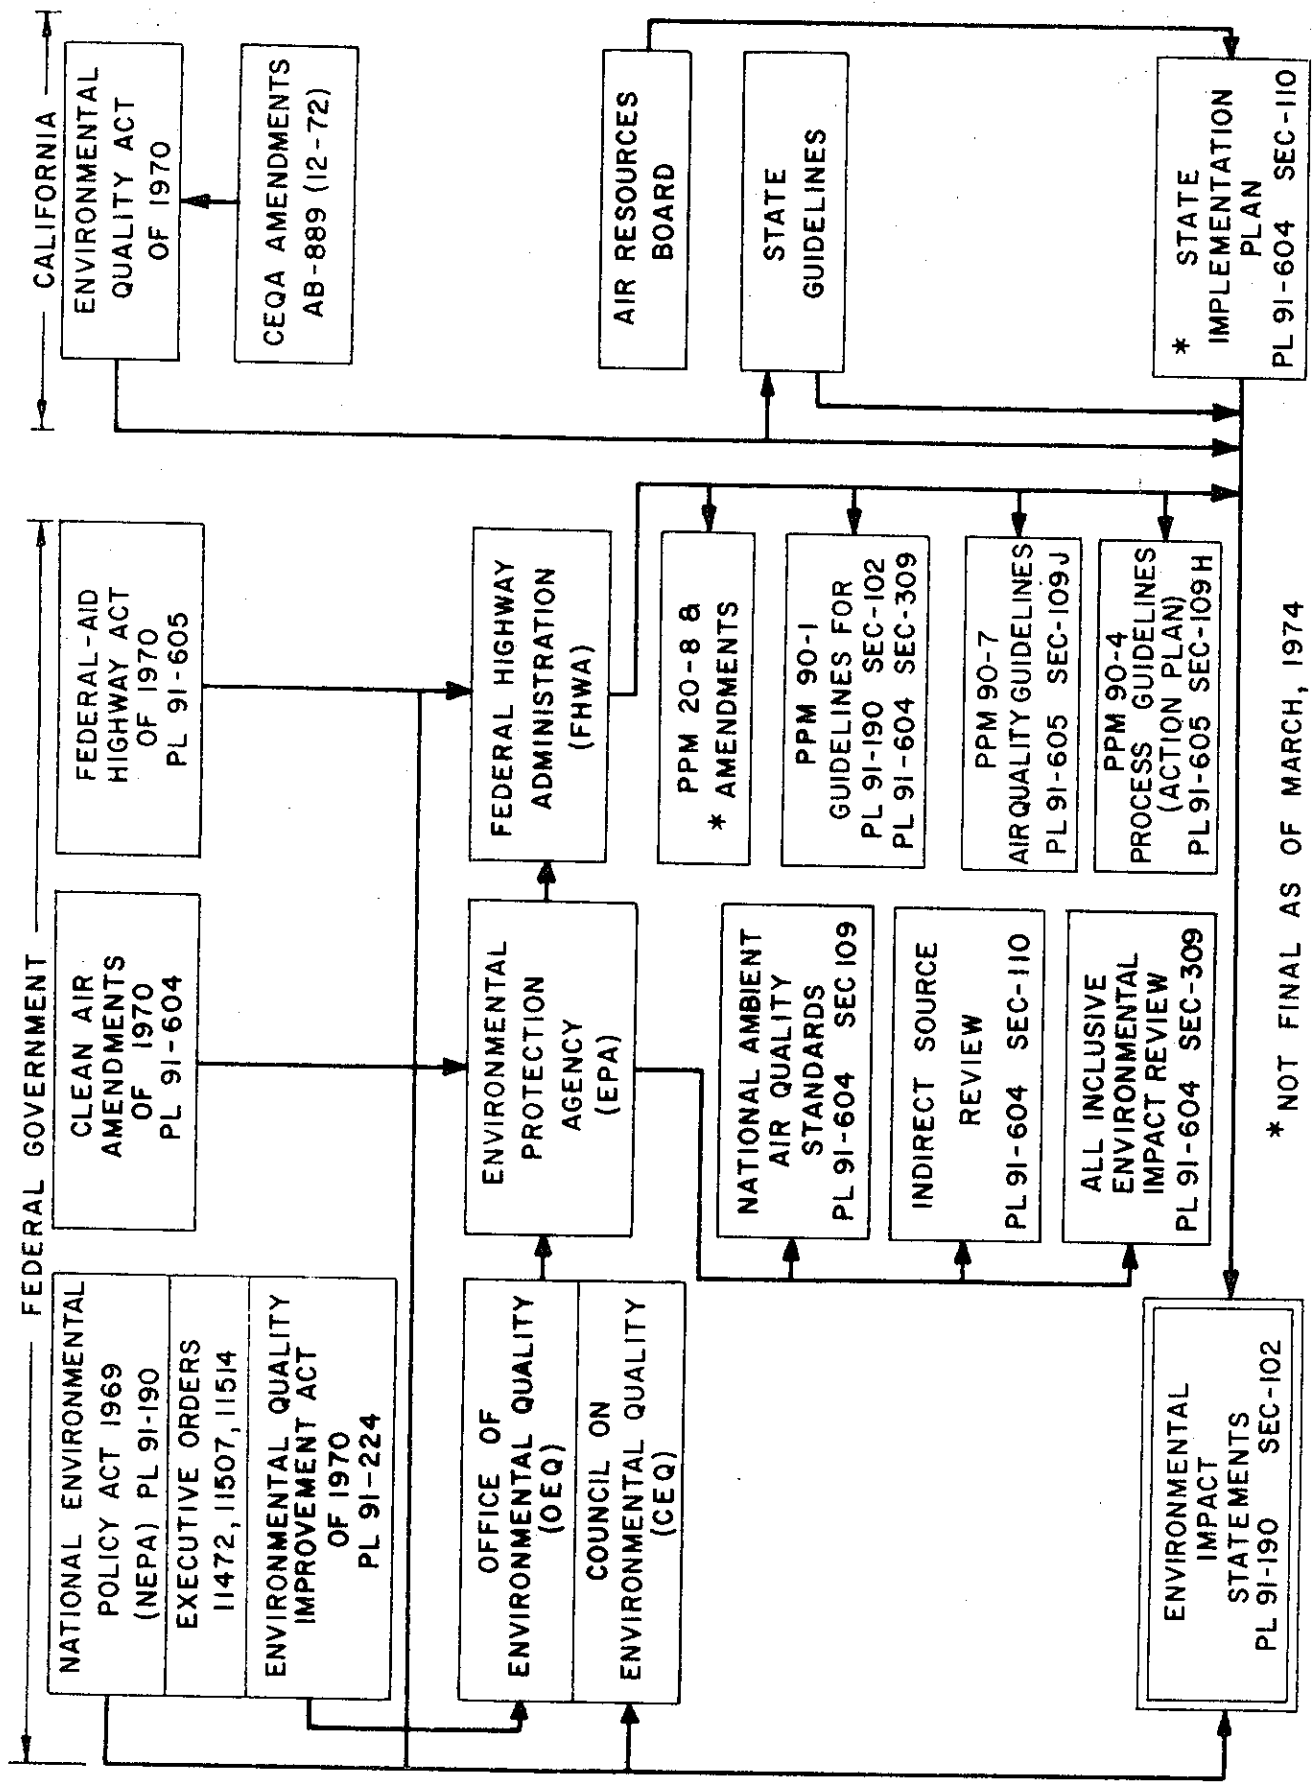 FEDERAL GOVERNMENT
CALIFORNIA
NATIONAL ENVIRONMENTAL
POLICY ACT 1969
(NEPA) PL 91-190
EXECUTIVE ORDERS
11472, 11507, 11514
ENVIRONMENTAL QUALITY
IMPROVEMENT ACT
OF 1970
PL 91-224
CLEAN AIR
AMENDMENTS
OF 1970
PL 91-604
FEDERAL-AID
HIGHWAY ACT
OF 1970
PL 91-605
ENVIRONMENTAL
QUALITY ACT
OF 1970
CEQA AMENDMENTS
AB-889 (12-72)
OFFICE OF
ENVIRONMENTAL QUALITY
(OEQ)
COUNCIL ON
ENVIRONMENTAL QUALITY
(CEQ)
ENVIRONMENTAL
PROTECTION
AGENCY
(EPA)
FEDERAL HIGHWAY
ADMINISTRATION
(FHWA)
AIR RESOURCES
BOARD
NATIONAL AMBIENT
AIR QUALITY
STANDARDS
PL 91-604 SEC 109
INDIRECT SOURCE
REVIEW
PL 91-604 SEC-110
ALL INCLUSIVE
ENVIRONMENTAL
IMPACT REVIEW
PL 91-604 SEC-309
PPM 20-8 &
* AMENDMENTS
PPM 90-1
GUIDELINES FOR
PL 91-190 SEC-102
PL 91-604 SEC-309
PPM 90-7
AIR QUALITY GUIDELINES
PL 91-605 SEC-109J
PPM 90-4
PROCESS GUIDELINES
(ACTION PLAN)
PL 91-605 SEC-109H
STATE
GUIDELINES
ENVIRONMENTAL
IMPACT
STATEMENTS
PL 91-190 SEC-102
* STATE
IMPLEMENTATION
PLAN
PL 91-604 SEC-110
* NOT FINAL AS OF MARCH, 1974